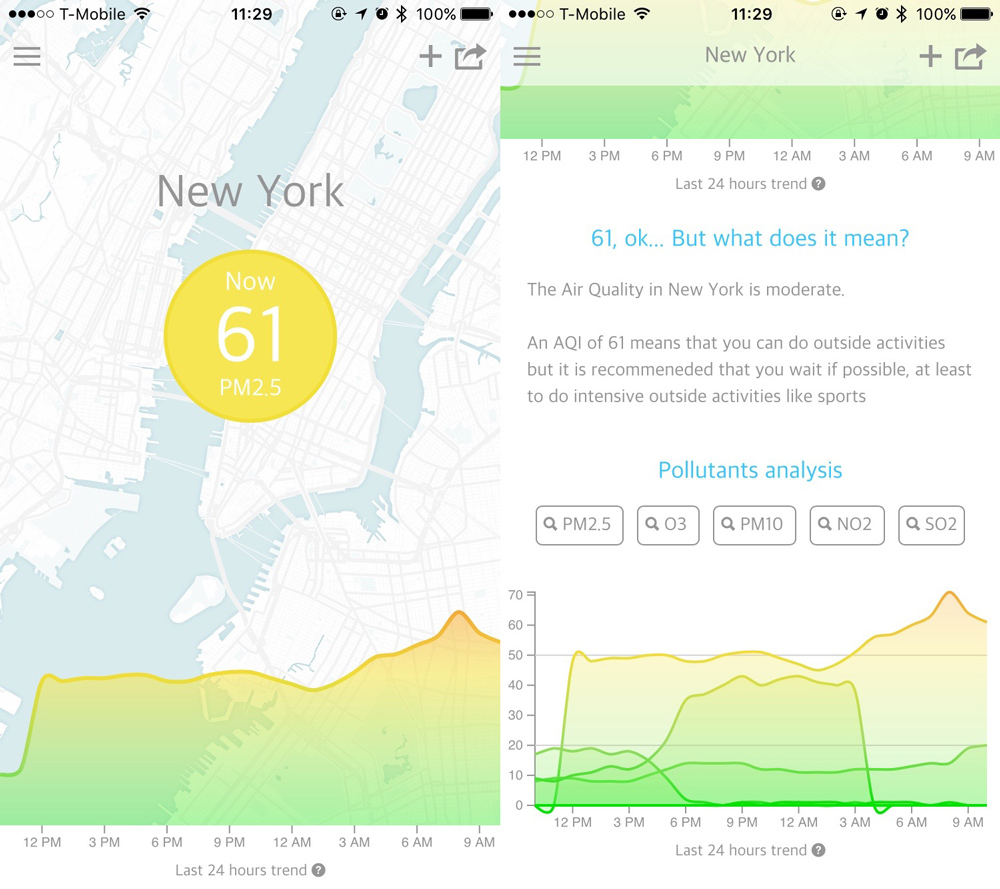 T-Mobile 11:29 100%
New York
Now
61
PM2.5
12 PM 3 PM 6 PM 9 PM 12 AM 3 AM 6 AM 9 AM
Last 24 hours trend ?
T-Mobile 11:29 100%
New York
12 PM 3 PM 6 PM 9 PM 12 AM 3 AM 6 AM 9 AM
Last 24 hours trend ?
61, ok... But what does it mean?
The Air Quality in New York is moderate.
An AQI of 61 means that you can do outside activities
but it is recommeneded that you wait if possible, at least
to do intensive outside activities like sports
Pollutants analysis
PM2.5 O3 PM10 NO2 SO2
70
60
50
40
30
20
10
0
12 PM 3 PM 6 PM 9 PM 12 AM 3 AM 6 AM 9 AM
Last 24 hours trend ?